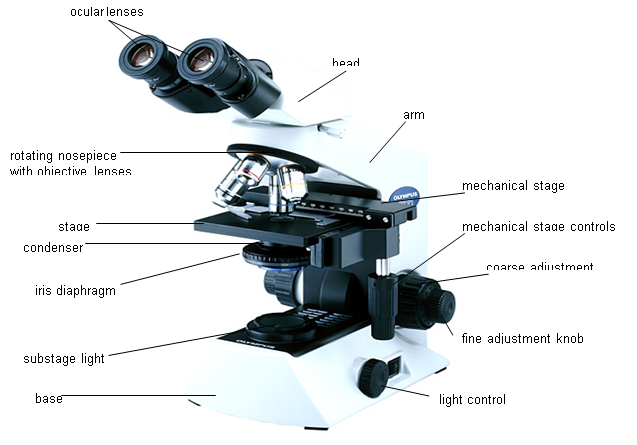 ocular lenses
head
arm
rotating nosepiece
with objective lenses
mechanical stage
OLYMPUS
stage
mechanical stage controls
condenser
coarse adjustment
iris diaphragm
fine adjustment knob
OLYMPUS
substage light
base
light control